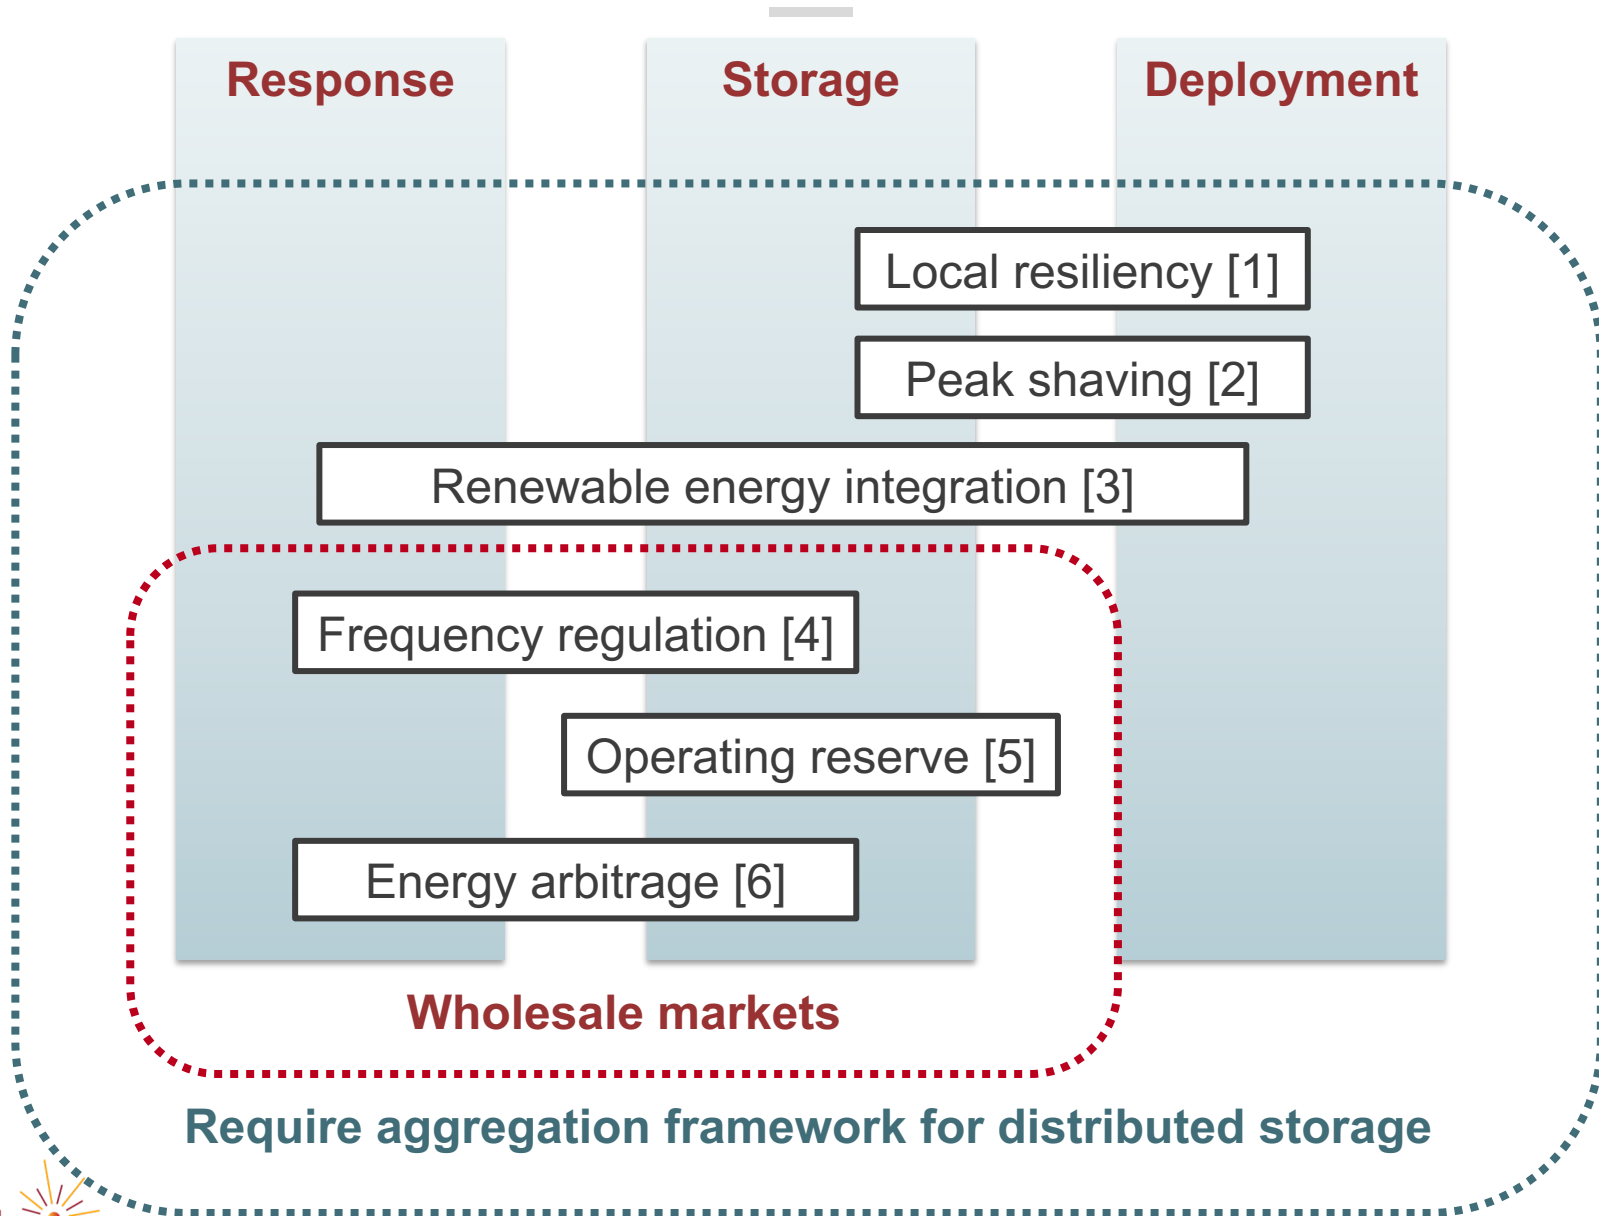 Response
Storage
Deployment
Local resiliency [1]
Peak shaving [2]
Renewable energy integration [3]
Frequency regulation [4]
Operating reserve [5]
Energy arbitrage [6]
Wholesale markets
Require aggregation framework for distributed storage